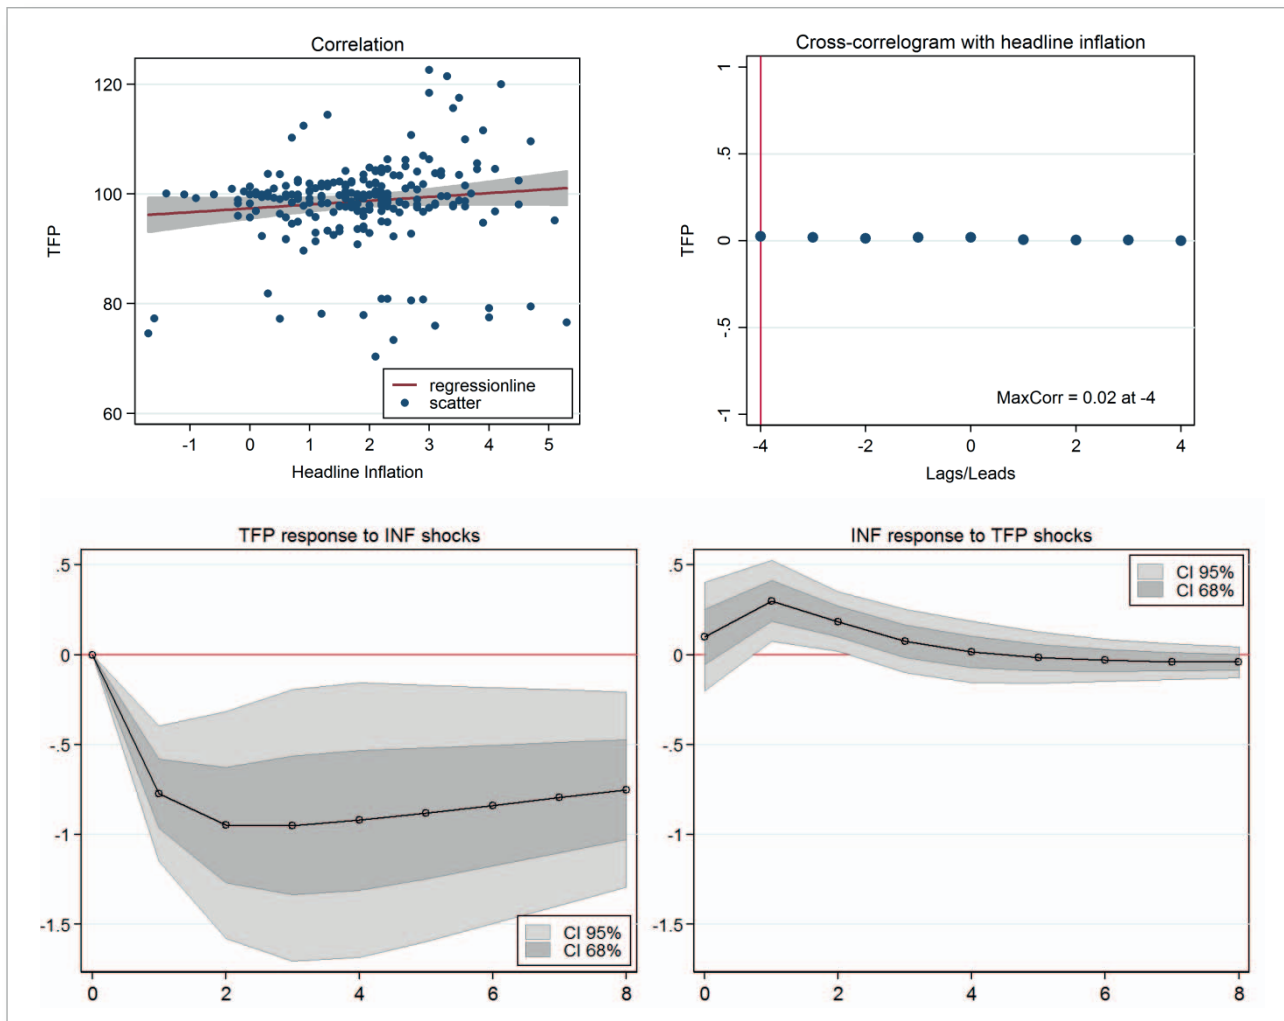 Correlation
120
100
80
60
TFP
-1 0 1 2 3 4 5
Headline Inflation
regressionline
scatter
Cross-correlogram with headline inflation
1
.5
0
-.5
-1
TFP
MaxCorr = 0.02 at -4
-4 -2 0 2 4
Lags/Leads
TFP response to INF shocks
.5
0
-.5
-1
-1.5
CI 95%
CI 68%
0 2 4 6 8
INF response to TFP shocks
CI 95%
CI 68%
.5
0
-.5
-1
-1.5
0 2 4 6 8